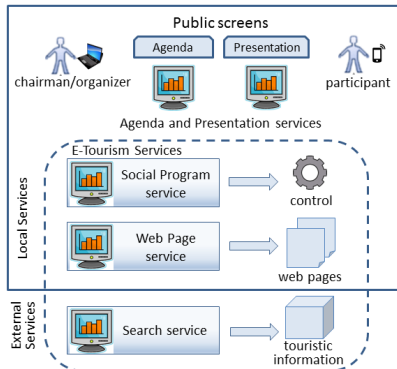 Public screens
Agenda
Presentation
chairman/organizer
participant
Agenda and Presentation services
E-Tourism Services
Local Services
Social Program
service
control
Web Page
service
web pages
External
Services
Search service
touristic
information